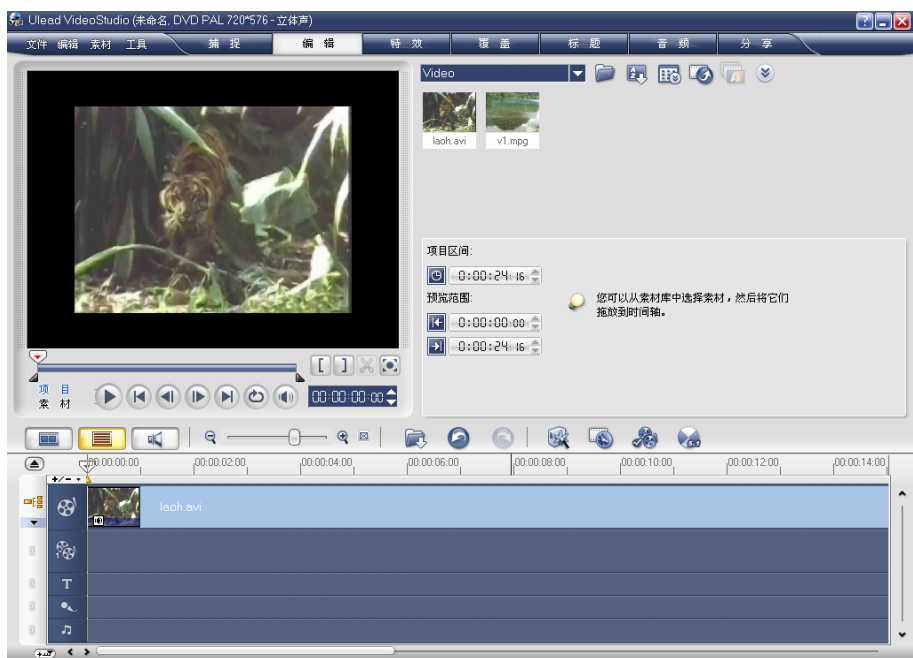 Ulead VideoStudio (未命名, DVD PAL 720*576 - 立体声)
文件 编辑 素材 工具 捕 捉 编 辑 特 效 覆 盖 标 题 音 频 分 享
Video
laoh.avi v1.mpg
项目区间:
0:00:24:16
预览范围:
0:00:00:00
0:00:24:16
您可以从素材库中选择素材，然后将它们
拖放到时间轴。
项 目
素 材
00:00:00:00
5.1
00:00:00:00 00:00:02:00 00:00:04:00 00:00:06:00 00:00:08:00 00:00:10:00 00:00:12:00 00:00:14:00
laoh.avi
T